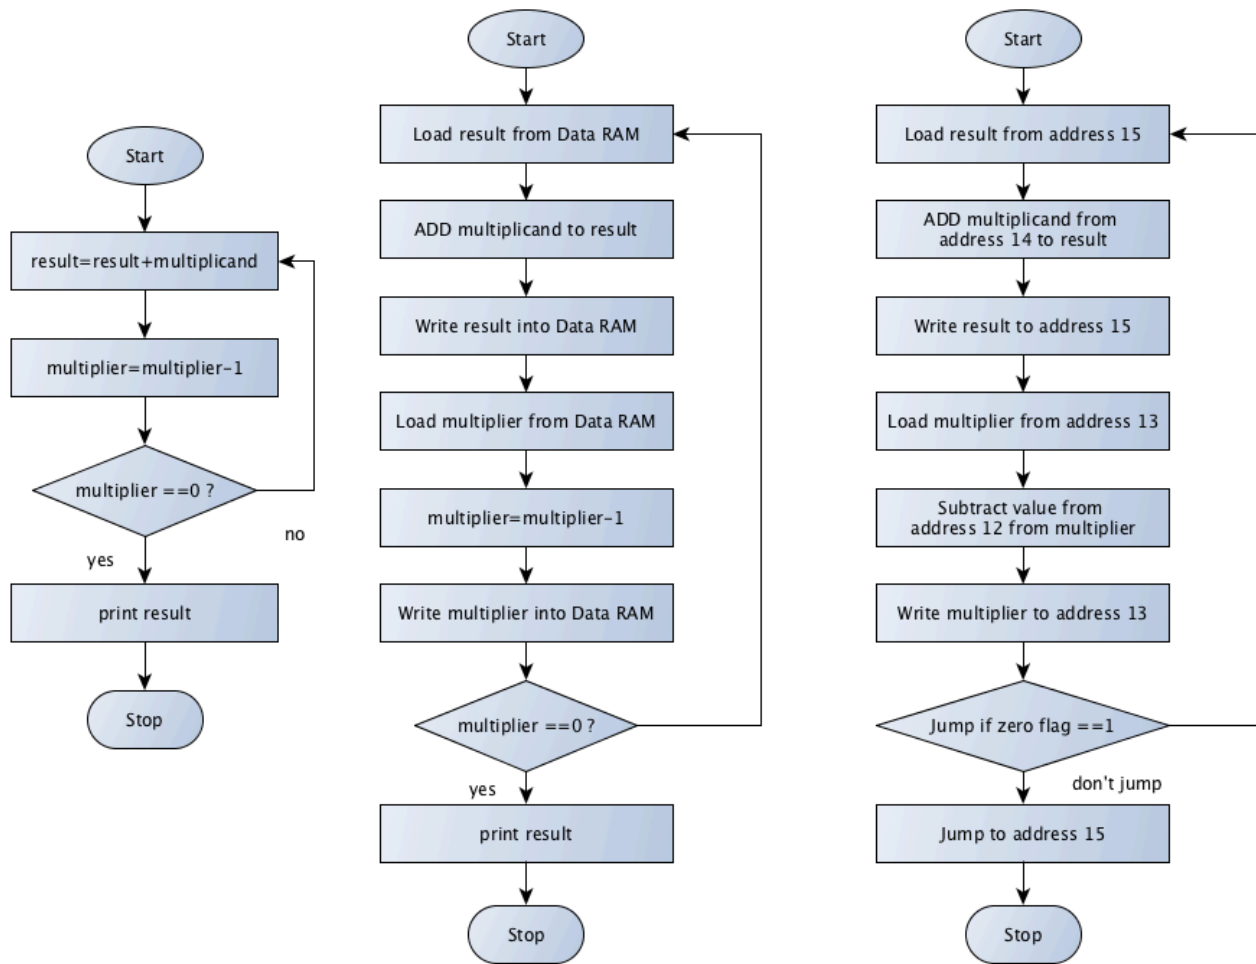 Start
result=result+multiplicand
multiplier=multiplier-1
multiplier ==0 ?
no
yes
print result
Stop
Start
Load result from Data RAM
ADD multiplicand to result
Write result into Data RAM
Load multiplier from Data RAM
multiplier=multiplier-1
Write multiplier into Data RAM
multiplier ==0 ?
yes
print result
Stop
Start
Load result from address 15
ADD multiplicand from
address 14 to result
Write result to address 15
Load multiplier from address 13
Subtract value from
address 12 from multiplier
Write multiplier to address 13
Jump if zero flag ==1
don't jump
Jump to address 15
Stop